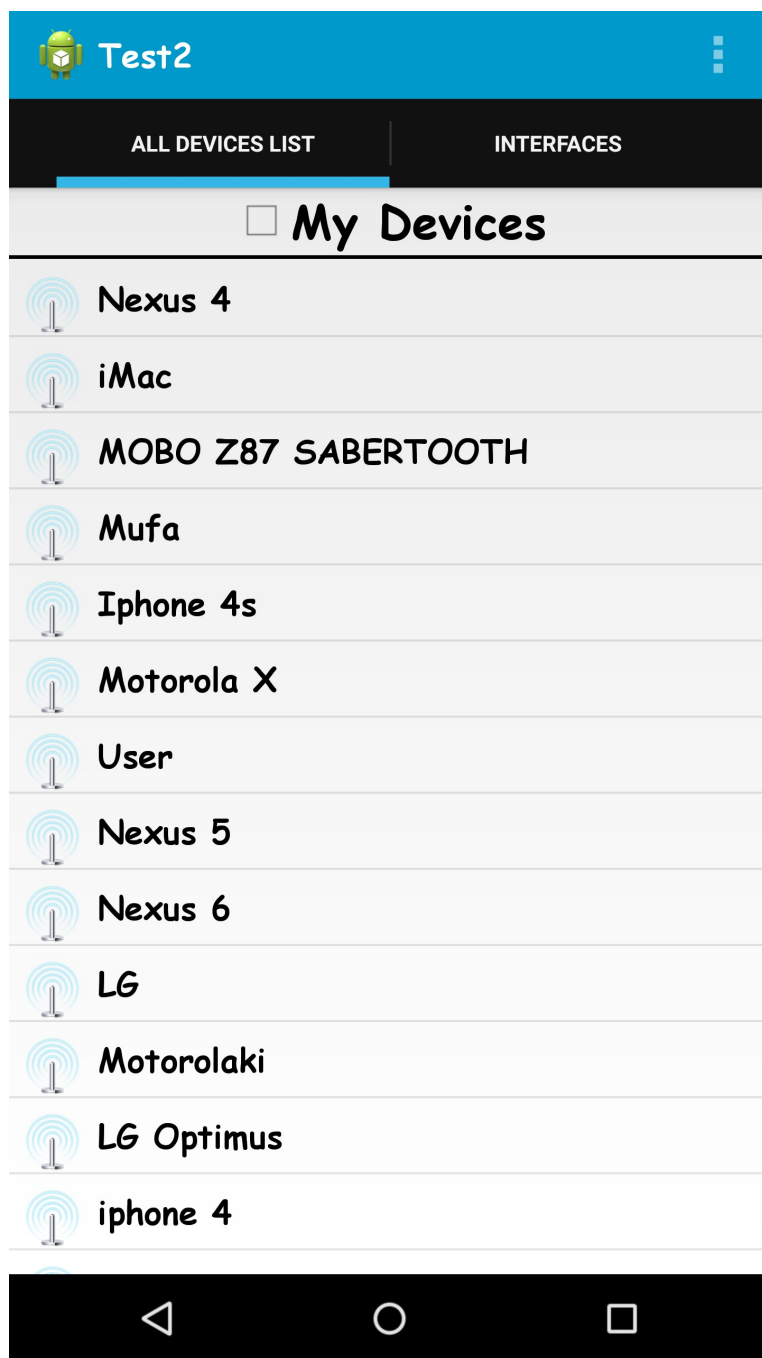 Test2
ALL DEVICES LIST
INTERFACES
My Devices
Nexus 4
iMac
MOBO Z87 SABERTOOTH
Mufa
Iphone 4s
Motorola X
User
Nexus 5
Nexus 6
LG
Motorolaki
LG Optimus
iphone 4